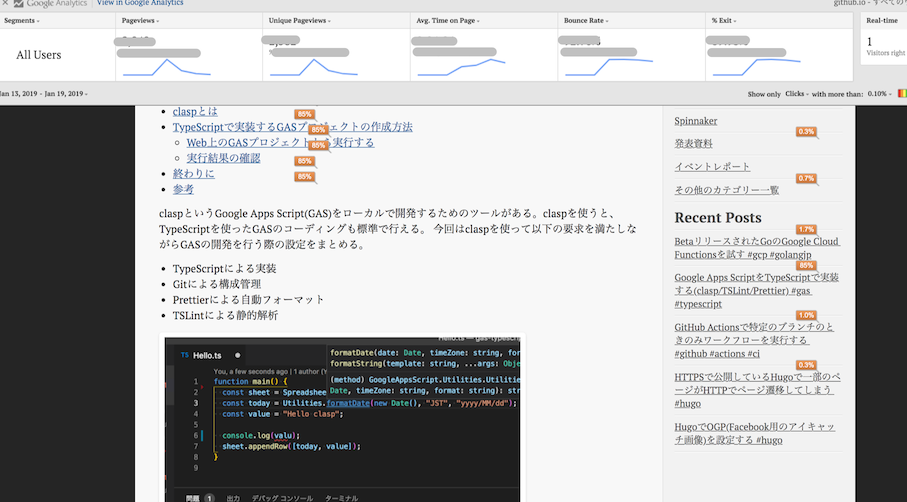 Google Analytics View in Google Analytics github.io - すべての
Segments Pageviews Unique Pageviews Avg. Time on Page Bounce Rate % Exit Real-time
All Users
1
Visitors right
Jan 13, 2019 - Jan 19, 2019 Show only Clicks with more than: 0.10%
claspとは 85%
TypeScriptで実装するGASプロジェクトの作成方法 85%
Web上のGASプロジェクトを実行する 85%
実行結果の確認 85%
終わりに 85%
参考
claspというGoogle Apps Script(GAS)をローカルで開発するためのツールがある。claspを使うと、
TypeScriptを使ったGASのコーディングも標準で行える。 今回はclaspを使って以下の要求を満たしな
がらGASの開発を行う際の設定をまとめる。
TypeScriptによる実装
Gitによる構成管理
Prettierによる自動フォーマット
TSLintによる静的解析
Hello.ts — gas-typescr
TS Hello.ts ●
formatDate(date: Date, timeZone: string, for
formatString(template: string, ...args: Obje
(method) GoogleAppsScript.Utilities.Utilitie
Date, timeZone: string, format: string): str
You, a few seconds ago | 1 author (Y
1 function main() {
2 const sheet = Spreadshee
3 const today = Utilities.formatDate(new Date(), "JST", "yyyy/MM/dd");
4 const value = "Hello clasp";
5
6 console.log(valu);
7 sheet.appendRow([today, value]);
8 }
9
問題 1 出力 デバッグ コンソール ターミナル
Spinnaker
0.3%
発表資料
イベントレポート
0.7%
その他のカテゴリー一覧
Recent Posts
1.7%
BetaリリースされたGoのGoogle Cloud
Functionsを試す #gcp #golangjp
85%
Google Apps ScriptをTypeScriptで実装
する(clasp/TSLint/Prettier) #gas
#typescript
1.0%
GitHub Actionsで特定のブランチのと
きのみワークフローを実行する
#github #actions #ci
0.3%
HTTPSで公開しているHugoで一部のペ
ージがHTTPでページ遷移してしまう
#hugo
HugoでOGP(Facebook用のアイキャッ
チ画像)を設定する #hugo